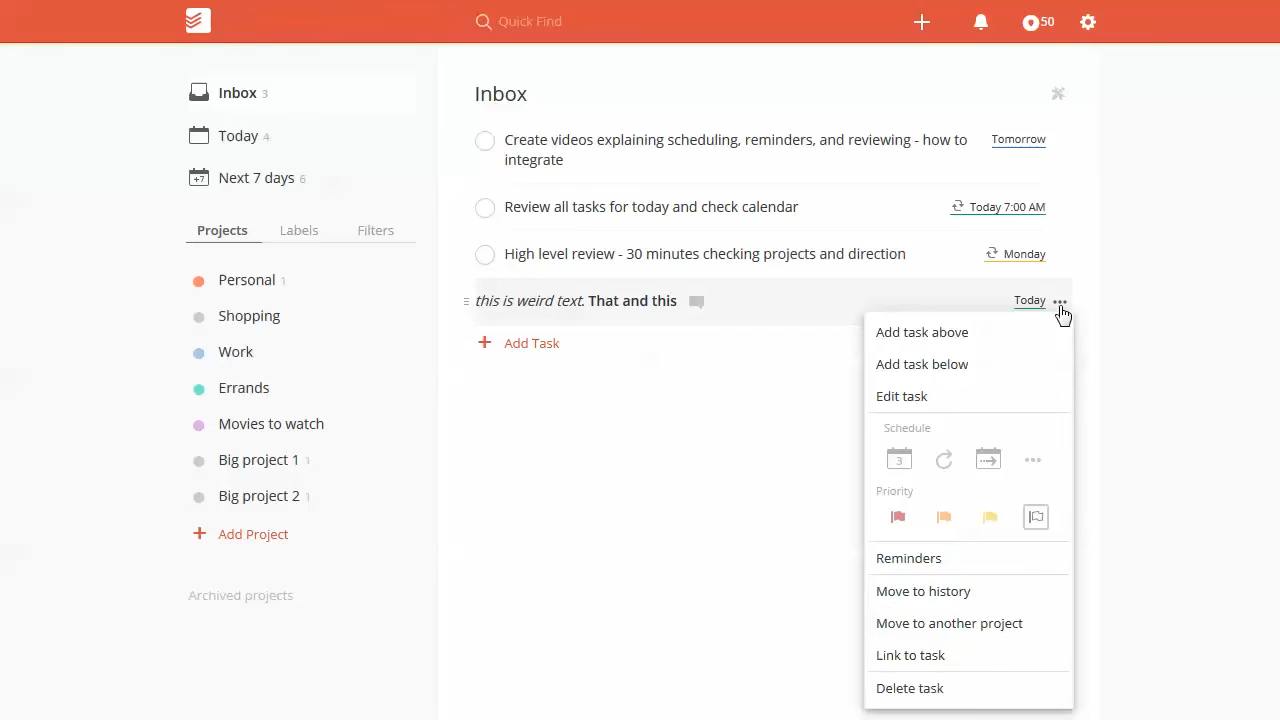 Quick Find
50
Inbox 3
Today 4
+7 Next 7 days 6
Projects Labels Filters
Personal 1
Shopping
Work
Errands
Movies to watch
Big project 1 1
Big project 2 1
+ Add Project
Archived projects
Inbox
Create videos explaining scheduling, reminders, and reviewing - how to
integrate
Tomorrow
Review all tasks for today and check calendar
Today 7:00 AM
High level review - 30 minutes checking projects and direction
Monday
this is weird text. That and this
Today
+ Add Task
Add task above
Add task below
Edit task
Schedule
3
Priority
Reminders
Move to history
Move to another project
Link to task
Delete task